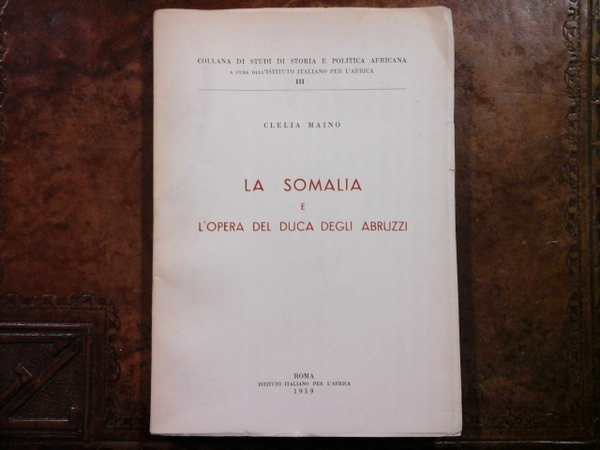 COLLANA DI STUDI DI STORIA E POLITICA AFRICANA
A CURA DELL'ISTITUTO ITALIANO PER L'AFRICA
III
CLELIA MAINO
LA SOMALIA
E
L'OPERA DEL DUCA DEGLI ABRUZZI
ROMA
ISTITUTO ITALIANO PER L'AFRICA
1959